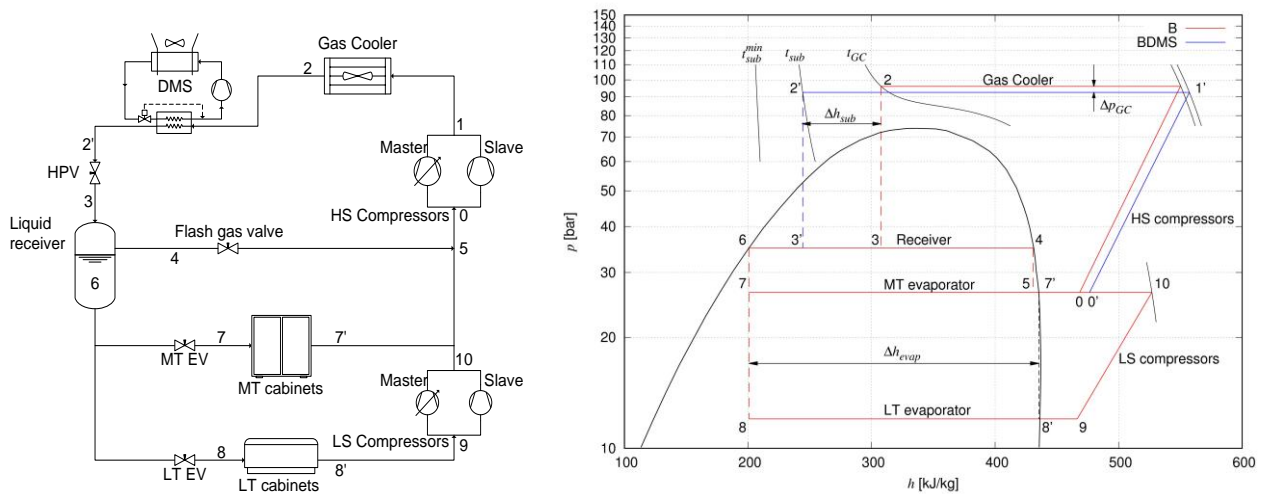 DMS
2
Gas Cooler
2'
HPV
3
Liquid
receiver
6
Flash gas valve
4
1
Master
Slave
HS Compressors
0
5
7
7'
MT EV
MT cabinets
10
Master
Slave
LS Compressors
9
8
8'
LT EV
LT cabinets
150
140
130
120
110
100
90
80
70
60
50
40
30
20
10
p [bar]
100
200
300
400
500
600
h [kJ/kg]
B
BDMS
t_sub^min
t_sub
t_GC
2'
2
Gas Cooler
1'
Δp_GC
Δh_sub
HS compressors
6
3'
3
Receiver
4
7
MT evaporator
5
7'
0
0'
10
Δh_evap
LS compressors
LT evaporator
8
8'
9